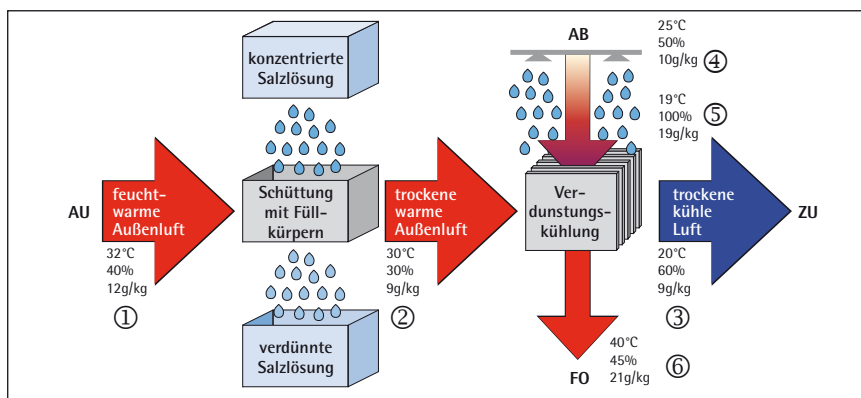 konzentrierte
Salzlösung
AB
25°C
50%
10g/kg
④
19°C
100%
19g/kg
⑤
AU
feucht-
warme
Außenluft
Schüttung
mit Füll-
körpern
trockene
warme
Außenluft
Ver-
dunstungs-
kühlung
trockene
kühle
Luft
ZU
32°C
40%
12g/kg
①
30°C
30%
9g/kg
②
20°C
60%
9g/kg
③
verdünnte
Salzlösung
40°C
45%
21g/kg
⑥
FO